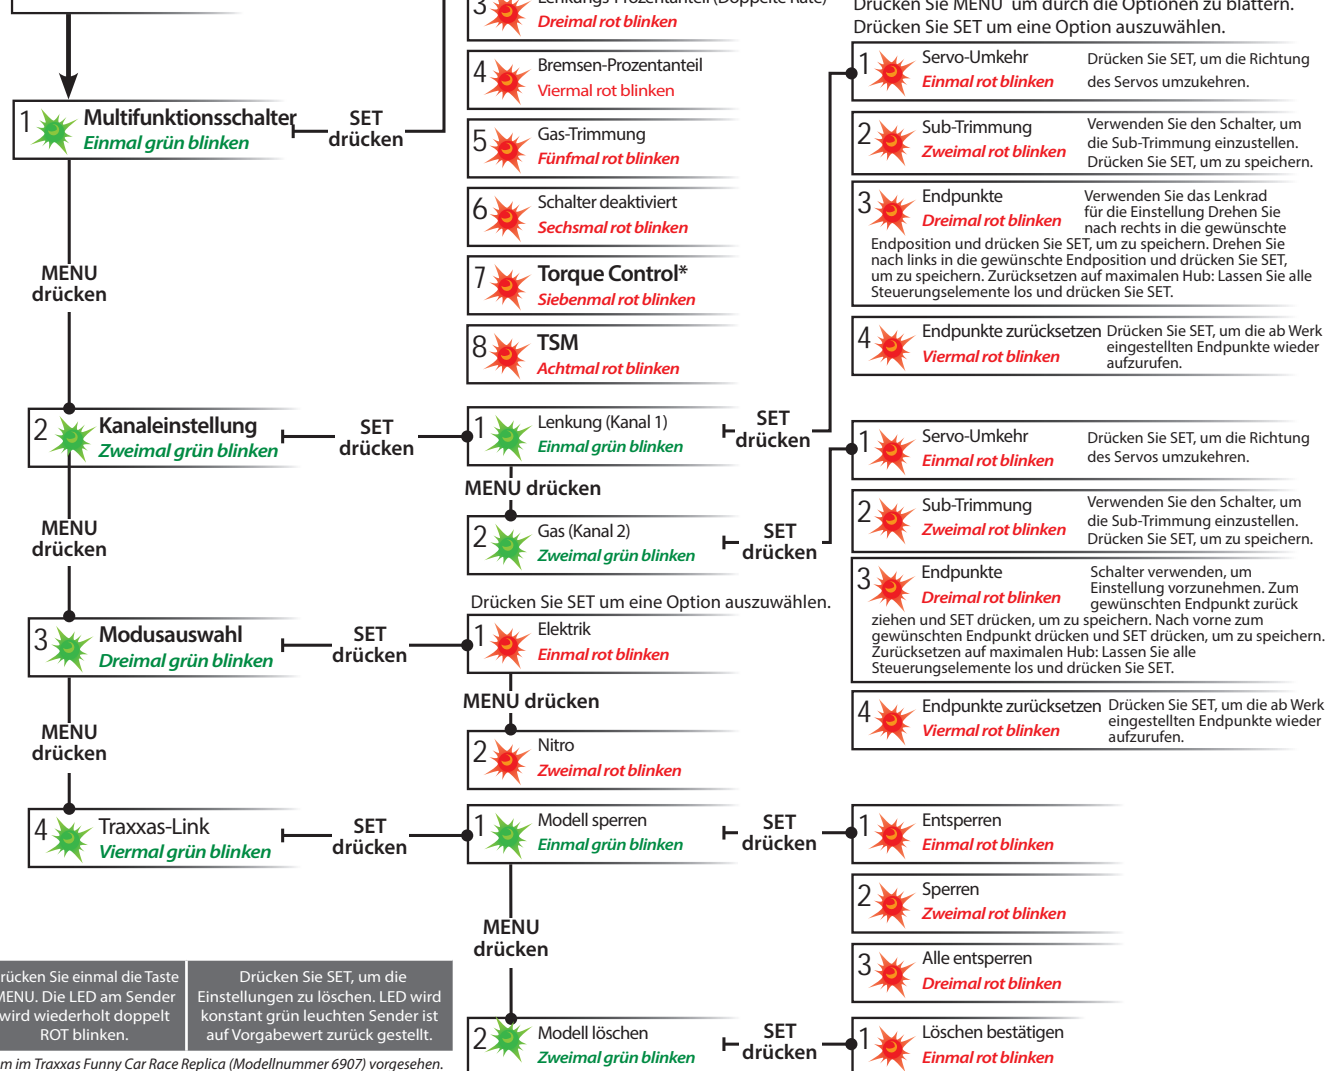 3 Lenkungs-Prozentanteil (Doppelte Rate)
Dreimal rot blinken
4 Bremsen-Prozentanteil
Viermal rot blinken
5 Gas-Trimmung
Fünfmal rot blinken
6 Schalter deaktiviert
Sechsmal rot blinken
7 Torque Control*
Siebenmal rot blinken
8 TSM
Achtmal rot blinken
1 Multifunktionsschalter
Einmal grün blinken
SET
drücken
MENU
drücken
2 Kanaleinstellung
Zweimal grün blinken
SET
drücken
1 Lenkung (Kanal 1)
Einmal grün blinken
SET
drücken
MENU drücken
2 Gas (Kanal 2)
Zweimal grün blinken
SET
drücken
Drücken Sie MENU um durch die Optionen zu blättern.
Drücken Sie SET um eine Option auszuwählen.
1 Servo-Umkehr
Einmal rot blinken
Drücken Sie SET, um die Richtung
des Servos umzukehren.
2 Sub-Trimmung
Zweimal rot blinken
Verwenden Sie den Schalter, um
die Sub-Trimmung einzustellen.
Drücken Sie SET, um zu speichern.
3 Endpunkte
Dreimal rot blinken
Verwenden Sie das Lenkrad
für die Einstellung Drehen Sie
nach rechts in die gewünschte
Endposition und drücken Sie SET, um zu speichern. Drehen Sie
nach links in die gewünschte Endposition und drücken Sie SET,
um zu speichern. Zurücksetzen auf maximalen Hub: Lassen Sie alle
Steuerungselemente los und drücken Sie SET.
4 Endpunkte zurücksetzen
Viermal rot blinken
Drücken Sie SET, um die ab Werk
eingestellten Endpunkte wieder
aufzurufen.
1 Servo-Umkehr
Einmal rot blinken
Drücken Sie SET, um die Richtung
des Servos umzukehren.
2 Sub-Trimmung
Zweimal rot blinken
Verwenden Sie den Schalter, um
die Sub-Trimmung einzustellen.
Drücken Sie SET, um zu speichern.
3 Endpunkte
Dreimal rot blinken
Schalter verwenden, um
Einstellung vorzunehmen. Zum
gewünschten Endpunkt zurück
ziehen und SET drücken, um zu speichern. Nach vorne zum
gewünschten Endpunkt drücken und SET drücken, um zu speichern.
Zurücksetzen auf maximalen Hub: Lassen Sie alle
Steuerungselemente los und drücken Sie SET.
4 Endpunkte zurücksetzen
Viermal rot blinken
Drücken Sie SET, um die ab Werk
eingestellten Endpunkte wieder
aufzurufen.
MENU
drücken
3 Modusauswahl
Dreimal grün blinken
SET
drücken
Drücken Sie SET um eine Option auszuwählen.
1 Elektrik
Einmal rot blinken
MENU drücken
2 Nitro
Zweimal rot blinken
MENU
drücken
4 Traxxas-Link
Viermal grün blinken
SET
drücken
1 Modell sperren
Einmal grün blinken
SET
drücken
1 Entsperren
Einmal rot blinken
2 Sperren
Zweimal rot blinken
3 Alle entsperren
Dreimal rot blinken
MENU
drücken
2 Modell löschen
Zweimal grün blinken
SET
drücken
1 Löschen bestätigen
Einmal rot blinken
rücken Sie einmal die Taste
MENU. Die LED am Sender
wird wiederholt doppelt
ROT blinken.
Drücken Sie SET, um die
Einstellungen zu löschen. LED wird
konstant grün leuchten Sender ist
auf Vorgabewert zurück gestellt.
m im Traxxas Funny Car Race Replica (Modellnummer 6907) vorgesehen.